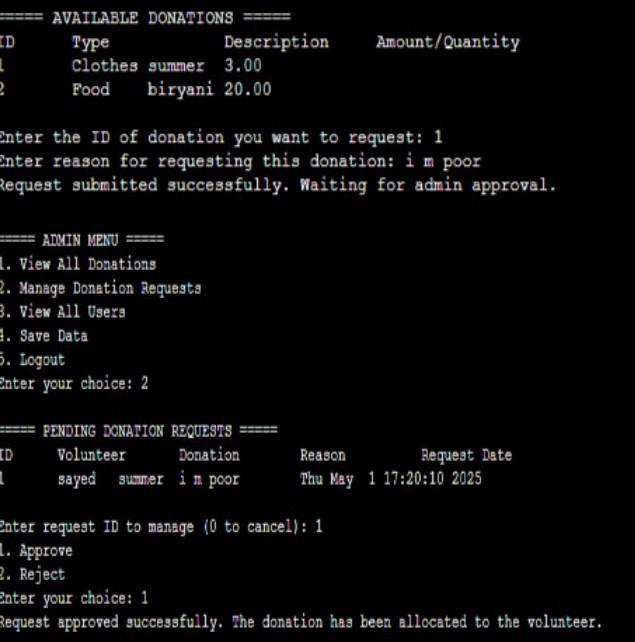 ===== AVAILABLE DONATIONS =====
ID Type Description Amount/Quantity
1 Clothes summer 3.00
2 Food biryani 20.00
Enter the ID of donation you want to request: 1
Enter reason for requesting this donation: i m poor
Request submitted successfully. Waiting for admin approval.
===== ADMIN MENU =====
1. View All Donations
2. Manage Donation Requests
3. View All Users
4. Save Data
5. Logout
Enter your choice: 2
===== PENDING DONATION REQUESTS =====
ID Volunteer Donation Reason Request Date
1 sayed summer i m poor Thu May 1 17:20:10 2025
Enter request ID to manage (0 to cancel): 1
1. Approve
2. Reject
Enter your choice: 1
Request approved successfully. The donation has been allocated to the volunteer.